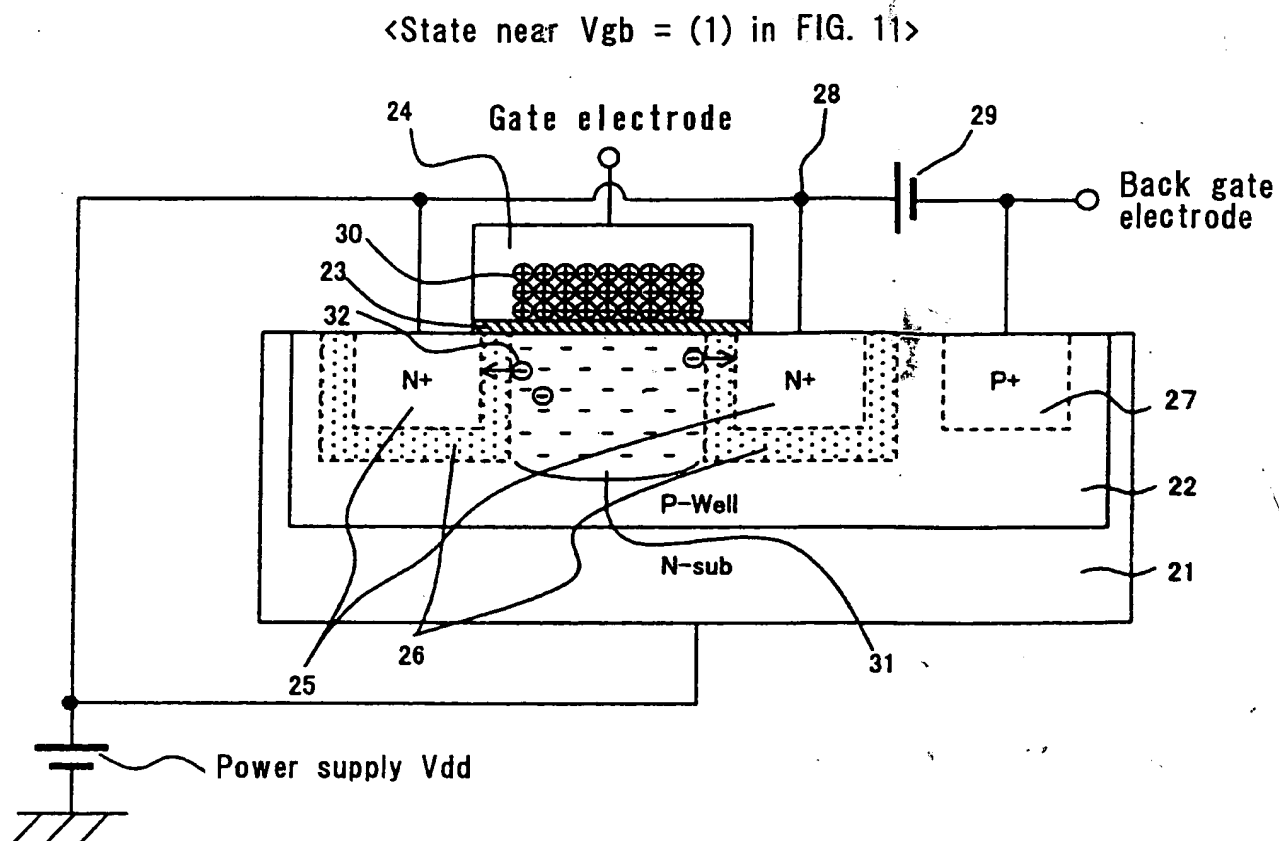 <State near Vgb = (1) in FIG. 11>
24
Gate electrode
28
29
Back gate
electrode
30
23
32
N+
N+
P+
27
P-Well
22
N-sub
21
25
26
31
Power supply Vdd